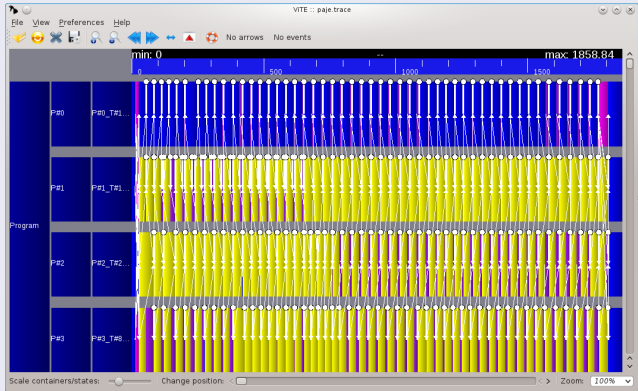 ViTE :: paje.trace
File View Preferences Help
No arrows No events
min: 0 -- max: 1858.84
0 500 1000 1500
P#0 P#0_T#1...
P#1 P#1_T#1...
Program
P#2 P#2_T#2...
P#3 P#3_T#8...
Scale containers/states: Change position: < > Zoom: 100%